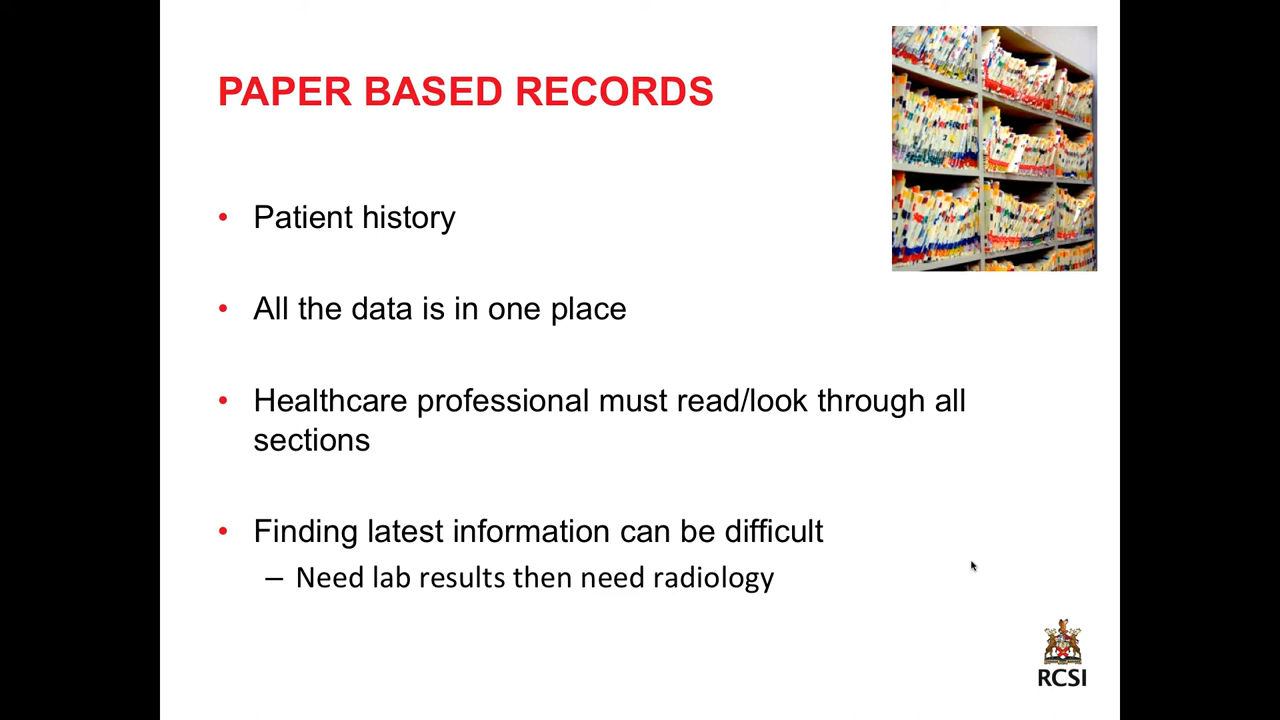 PAPER BASED RECORDS
• Patient history
• All the data is in one place
• Healthcare professional must read/look through all
sections
• Finding latest information can be difficult
– Need lab results then need radiology
RCSI